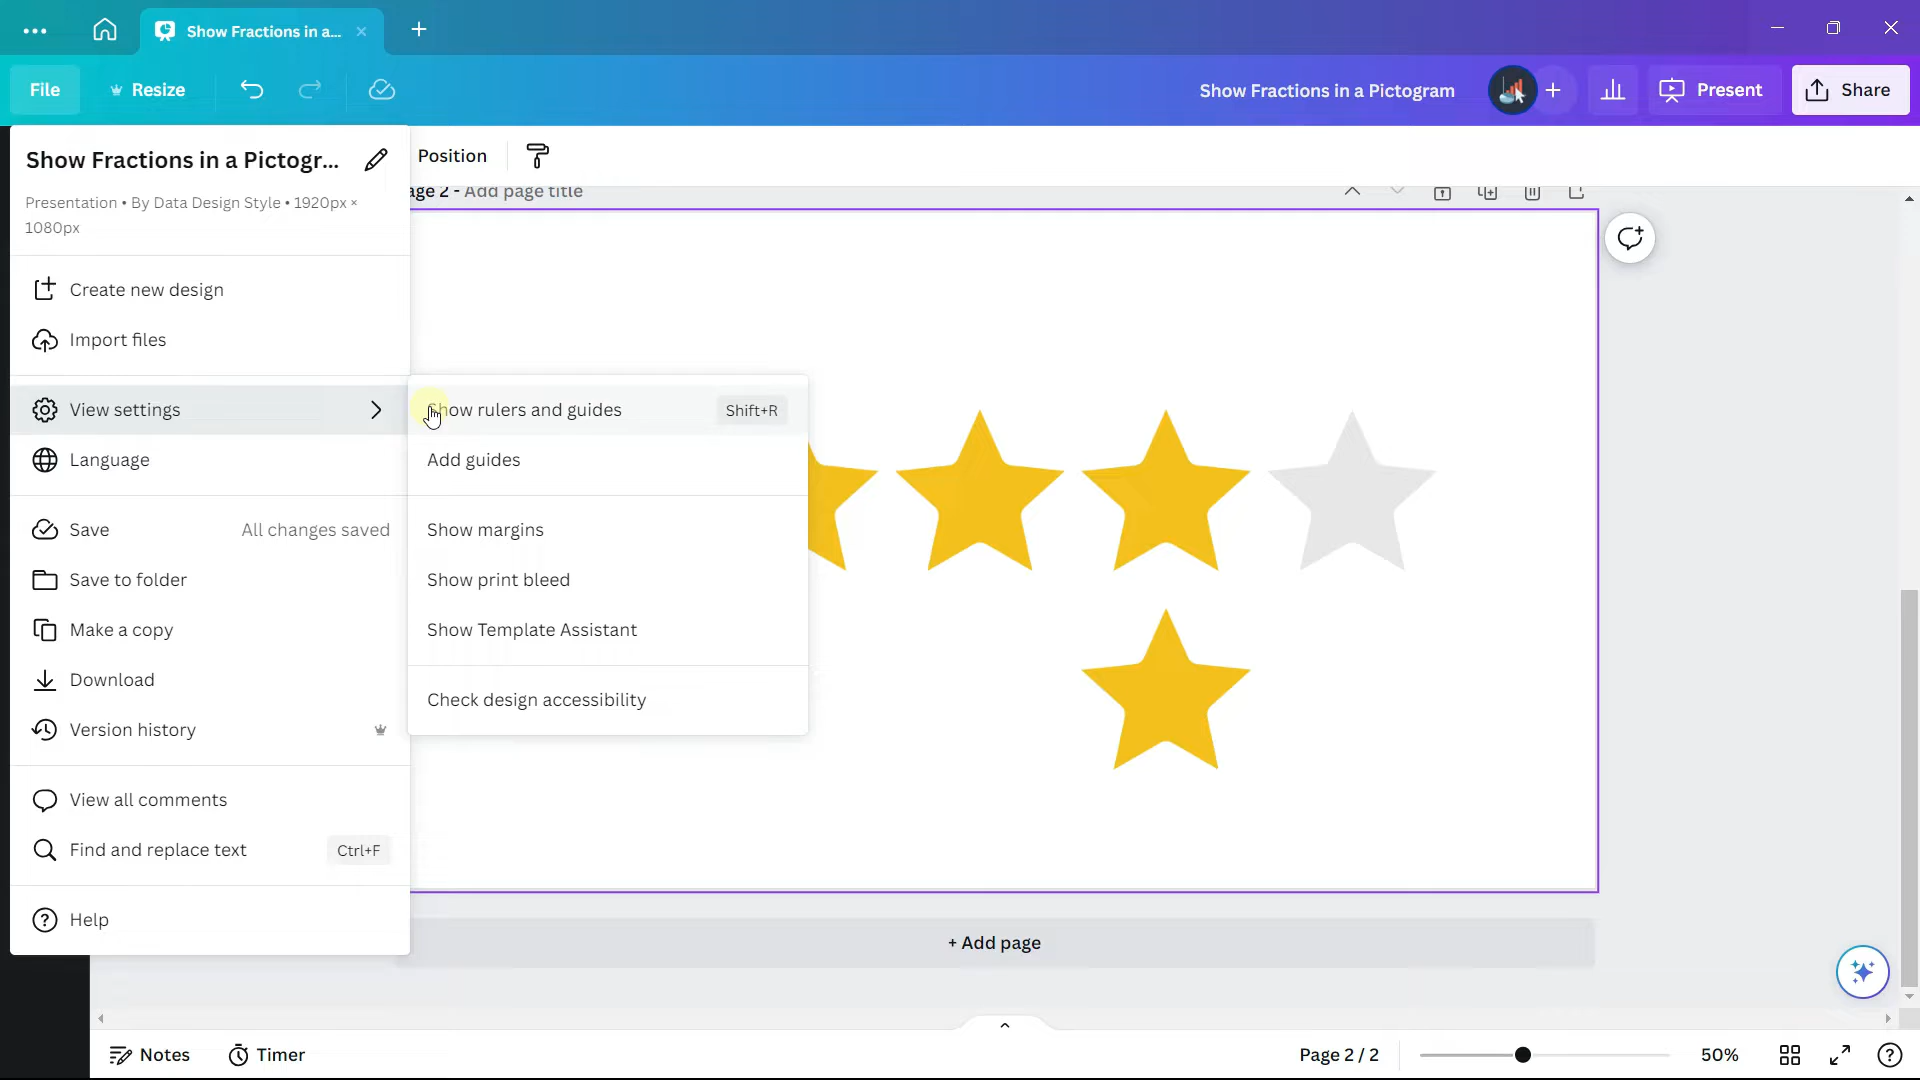 Show Fractions in a...
File
Resize
Show Fractions in a Pictogram
Present
Share
Show Fractions in a Pictogr...
Position
Presentation • By Data Design Style • 1920px ×
1080px
age 2 - Add page title
Create new design
Import files
View settings
Show rulers and guides
Shift+R
Language
Add guides
Save
All changes saved
Show margins
Save to folder
Show print bleed
Make a copy
Show Template Assistant
Download
Check design accessibility
Version history
View all comments
Find and replace text
Ctrl+F
Help
+ Add page
Notes
Timer
Page 2 / 2
50%